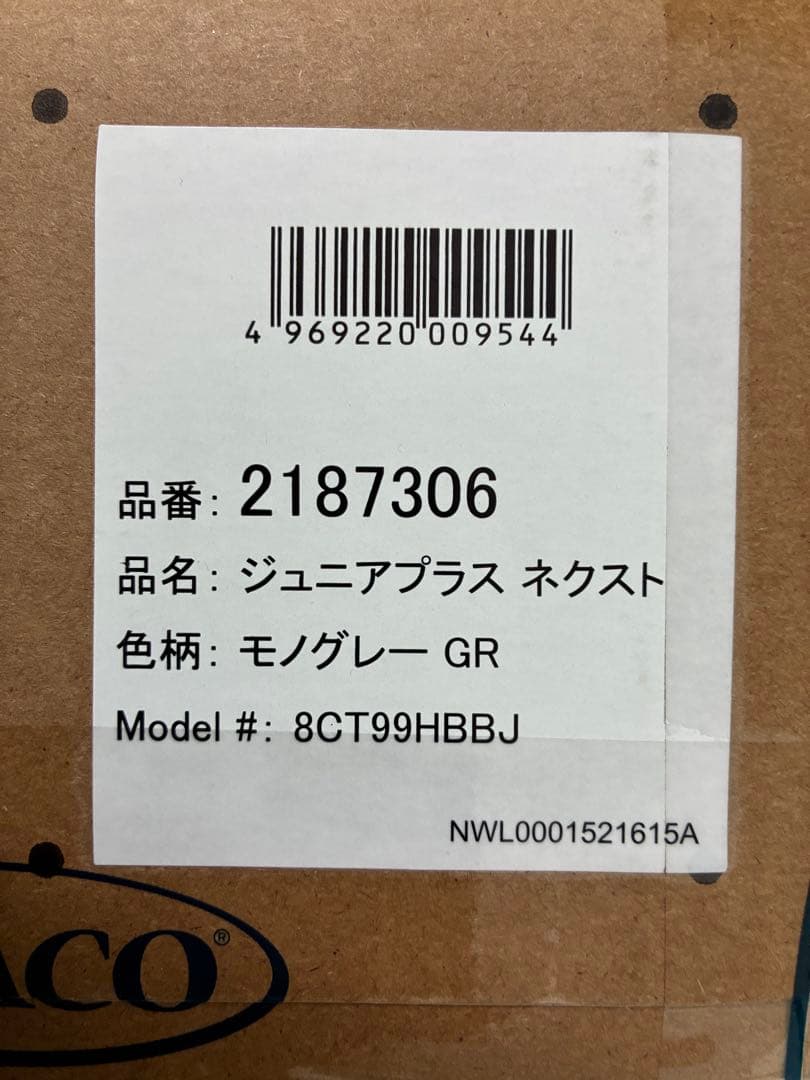 4 969220 009544
品番: 2187306
品名: ジュニアプラス ネクスト
色柄: モノグレー GR
Model #: 8CT99HBBJ
NWL0001521615A
ACO®